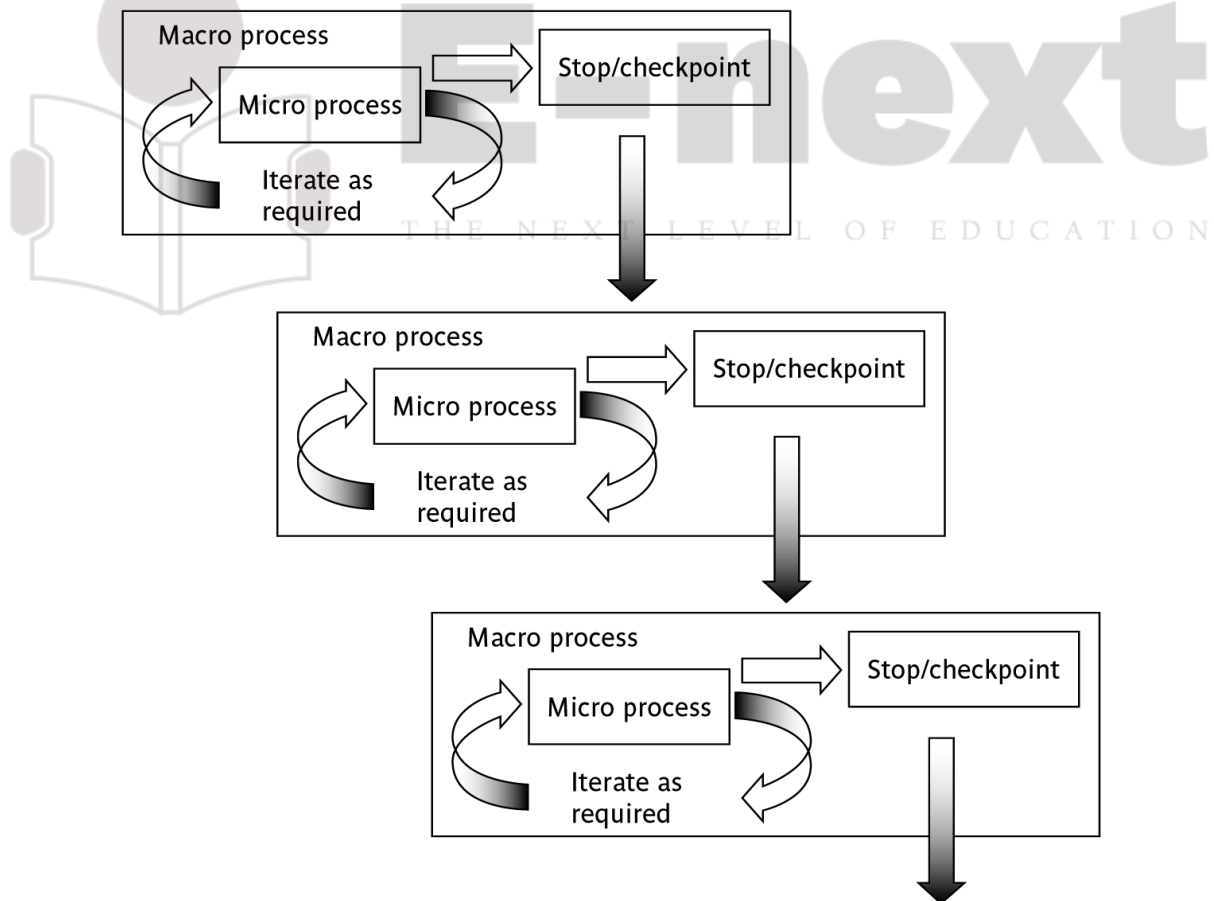 E-next
THE NEXT LEVEL OF EDUCATION
Macro process
Stop/checkpoint
Micro process
Iterate as
required
Macro process
Stop/checkpoint
Micro process
Iterate as
required
Macro process
Stop/checkpoint
Micro process
Iterate as
required